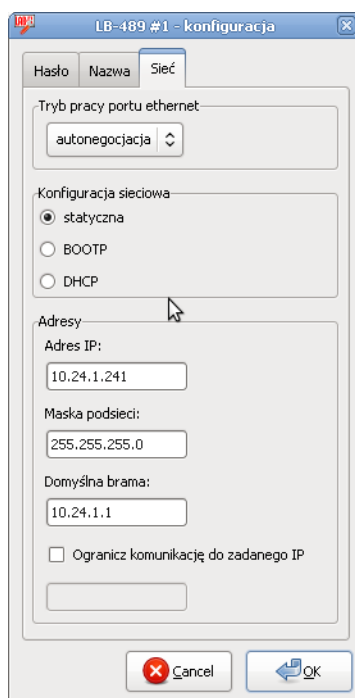 LB-489 #1 - konfiguracja
Hasło Nazwa Sieć
Tryb pracy portu ethernet
autonegocjacja
Konfiguracja sieciowa
statyczna
BOOTP
DHCP
Adresy
Adres IP:
10.24.1.241
Maska podsieci:
255.255.255.0
Domyślna brama:
10.24.1.1
Ogranicz komunikację do zadanego IP
Cancel OK